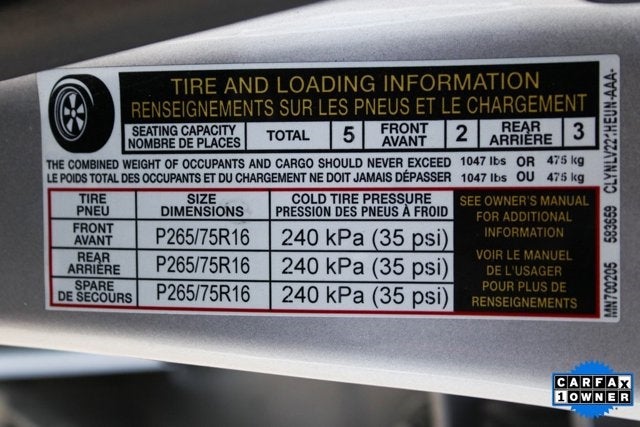 TIRE AND LOADING INFORMATION
RENSEIGNEMENTS SUR LES PNEUS ET LE CHARGEMENT
SEATING CAPACITY
NOMBRE DE PLACES
TOTAL 5
FRONT
AVANT
2
REAR
ARRIÈRE
3
THE COMBINED WEIGHT OF OCCUPANTS AND CARGO SHOULD NEVER EXCEED 1047 lbs OR 475 kg
LE POIDS TOTAL DES OCCUPANTS ET DU CHARGEMENT NE DOIT JAMAIS DÉPASSER 1047 lbs OU 475 kg
TIRE
PNEU
SIZE
DIMENSIONS
COLD TIRE PRESSURE
PRESSION DES PNEUS À FROID
FRONT
AVANT
P265/75R16
240 kPa (35 psi)
REAR
ARRIÈRE
P265/75R16
240 kPa (35 psi)
SPARE
DE SECOURS
P265/75R16
240 kPa (35 psi)
SEE OWNER'S MANUAL
FOR ADDITIONAL
INFORMATION
VOIR LE MANUEL
DE L'USAGER
POUR PLUS DE
RENSEIGNEMENTS
MN700205 583659 CLYNLV221HEUN-AAA-
CARFAX
1 OWNER